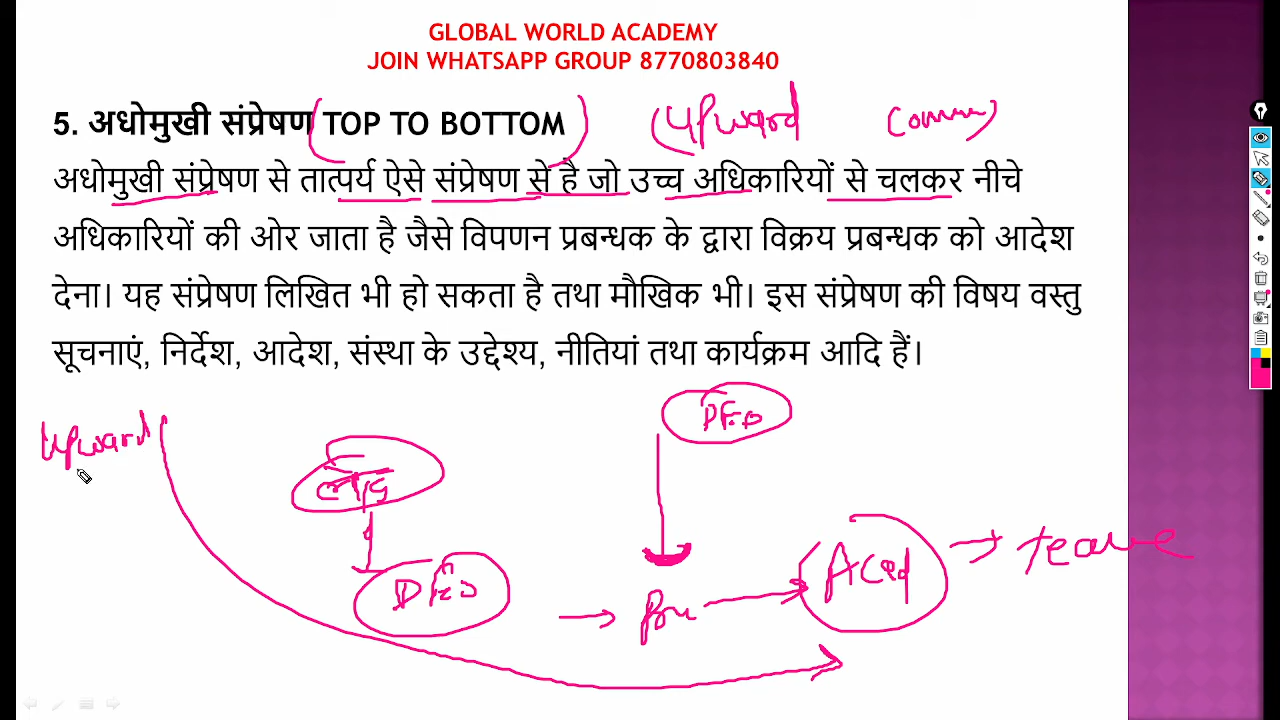 GLOBAL WORLD ACADEMY
JOIN WHATSAPP GROUP 8770803840
5. अधोमुखी संप्रेषण (TOP TO BOTTOM) (Upward
अधोमुखी संप्रेषण से तात्पर्य ऐसे संप्रेषण से है जो उच्च अधिकारियों से चलकर नीचे
अधिकारियों की ओर जाता है जैसे विपणन प्रबन्धक के द्वारा विक्रय प्रबन्धक को आदेश
देना। यह संप्रेषण लिखित भी हो सकता है तथा मौखिक भी। इस संप्रेषण की विषय वस्तु
सूचनाएं, निर्देश, आदेश, संस्था के उद्देश्य, नीतियां तथा कार्यक्रम आदि हैं।
DEO
Upward
DEO